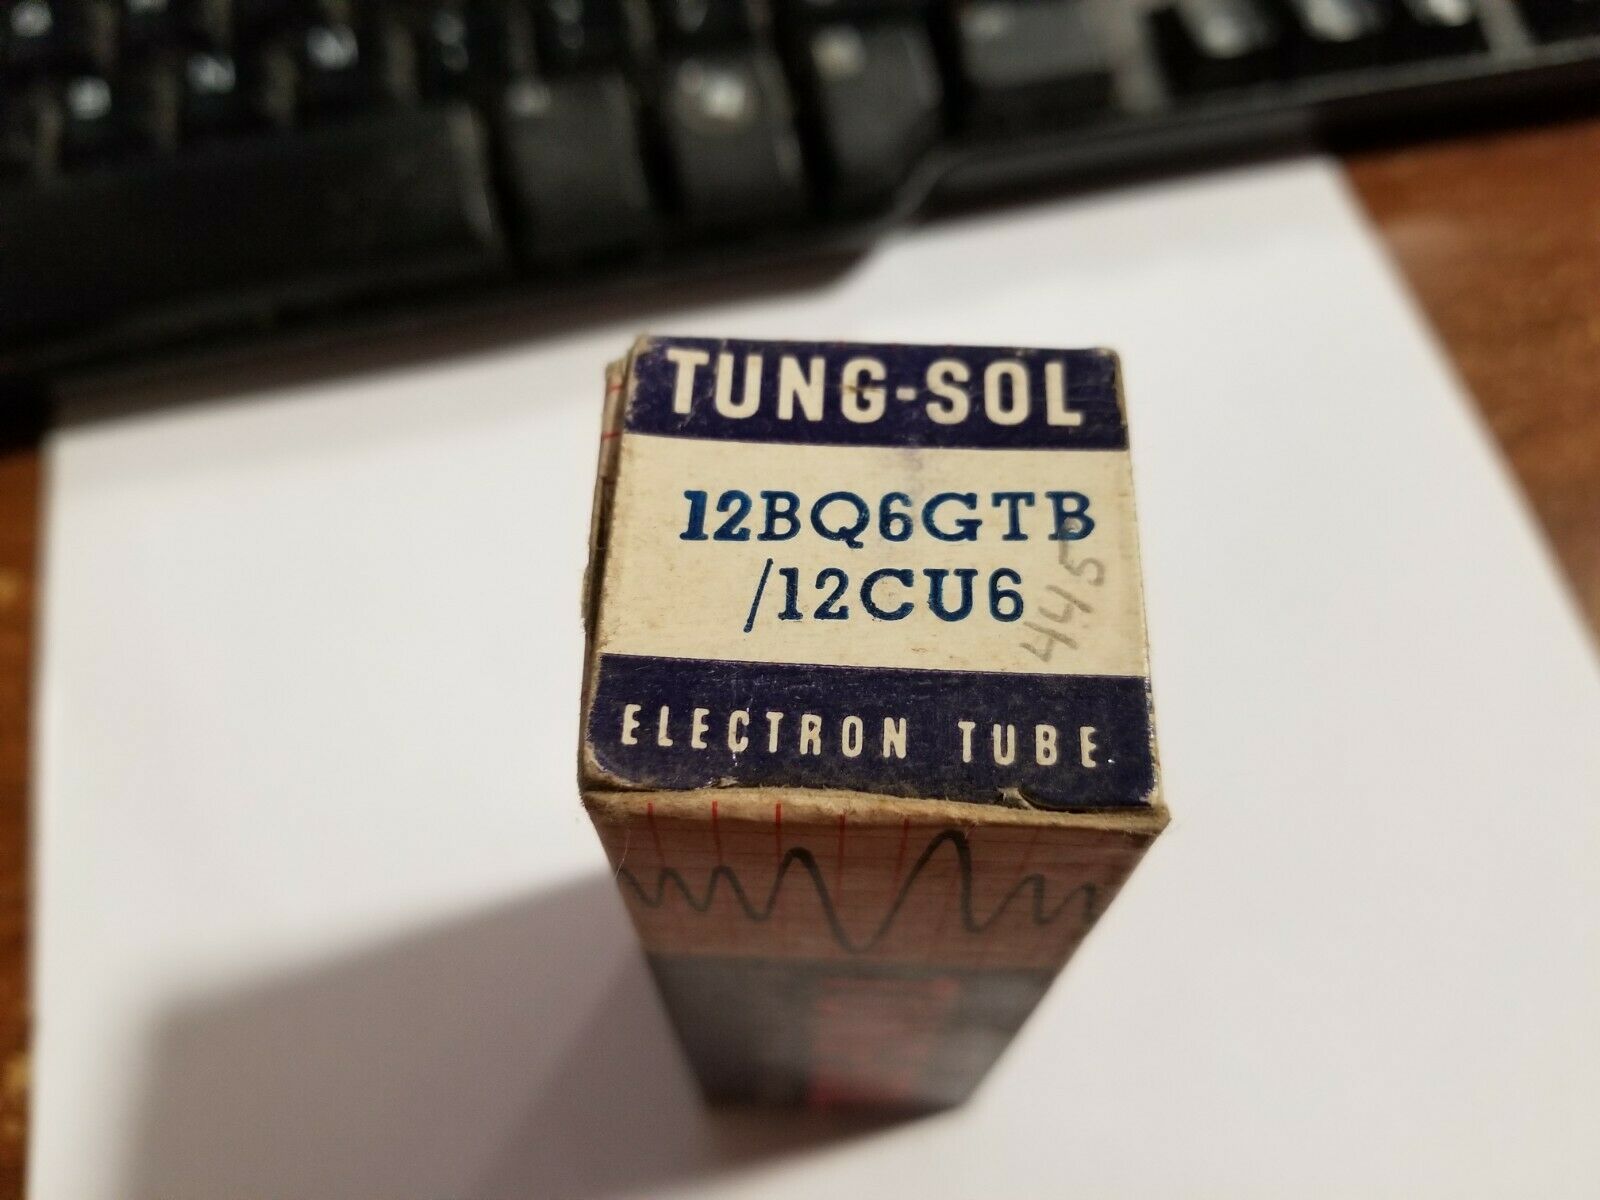 TUNG-SOL
12BQ6GTB
/12CU6
445
ELECTRON TUBE